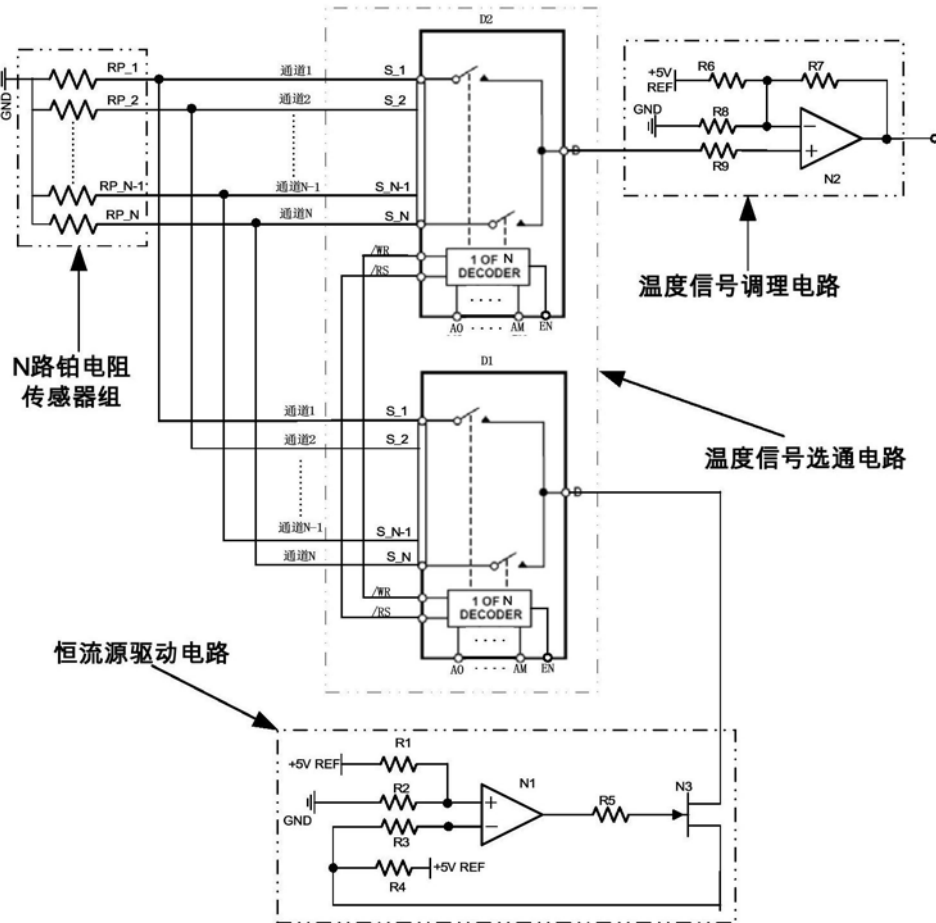 D2
RP_1
通道1
S_1
RP_2
通道2
S_2
GND
RP_N-1
通道N-1
S_N-1
RP_N
通道N
S_N
D
/WR
/RS
1 OF N
DECODER
A0
AM
EN
+5V
REF
R6
R7
GND
R8
R9
N2
温度信号调理电路
N路铂电阻
传感器组
D1
通道1
S_1
通道2
S_2
通道N-1
S_N-1
通道N
S_N
D
/WR
/RS
1 OF N
DECODER
A0
AM
EN
温度信号选通电路
恒流源驱动电路
R1
+5V REF
R2
GND
R3
R4
+5V REF
N1
R5
N3